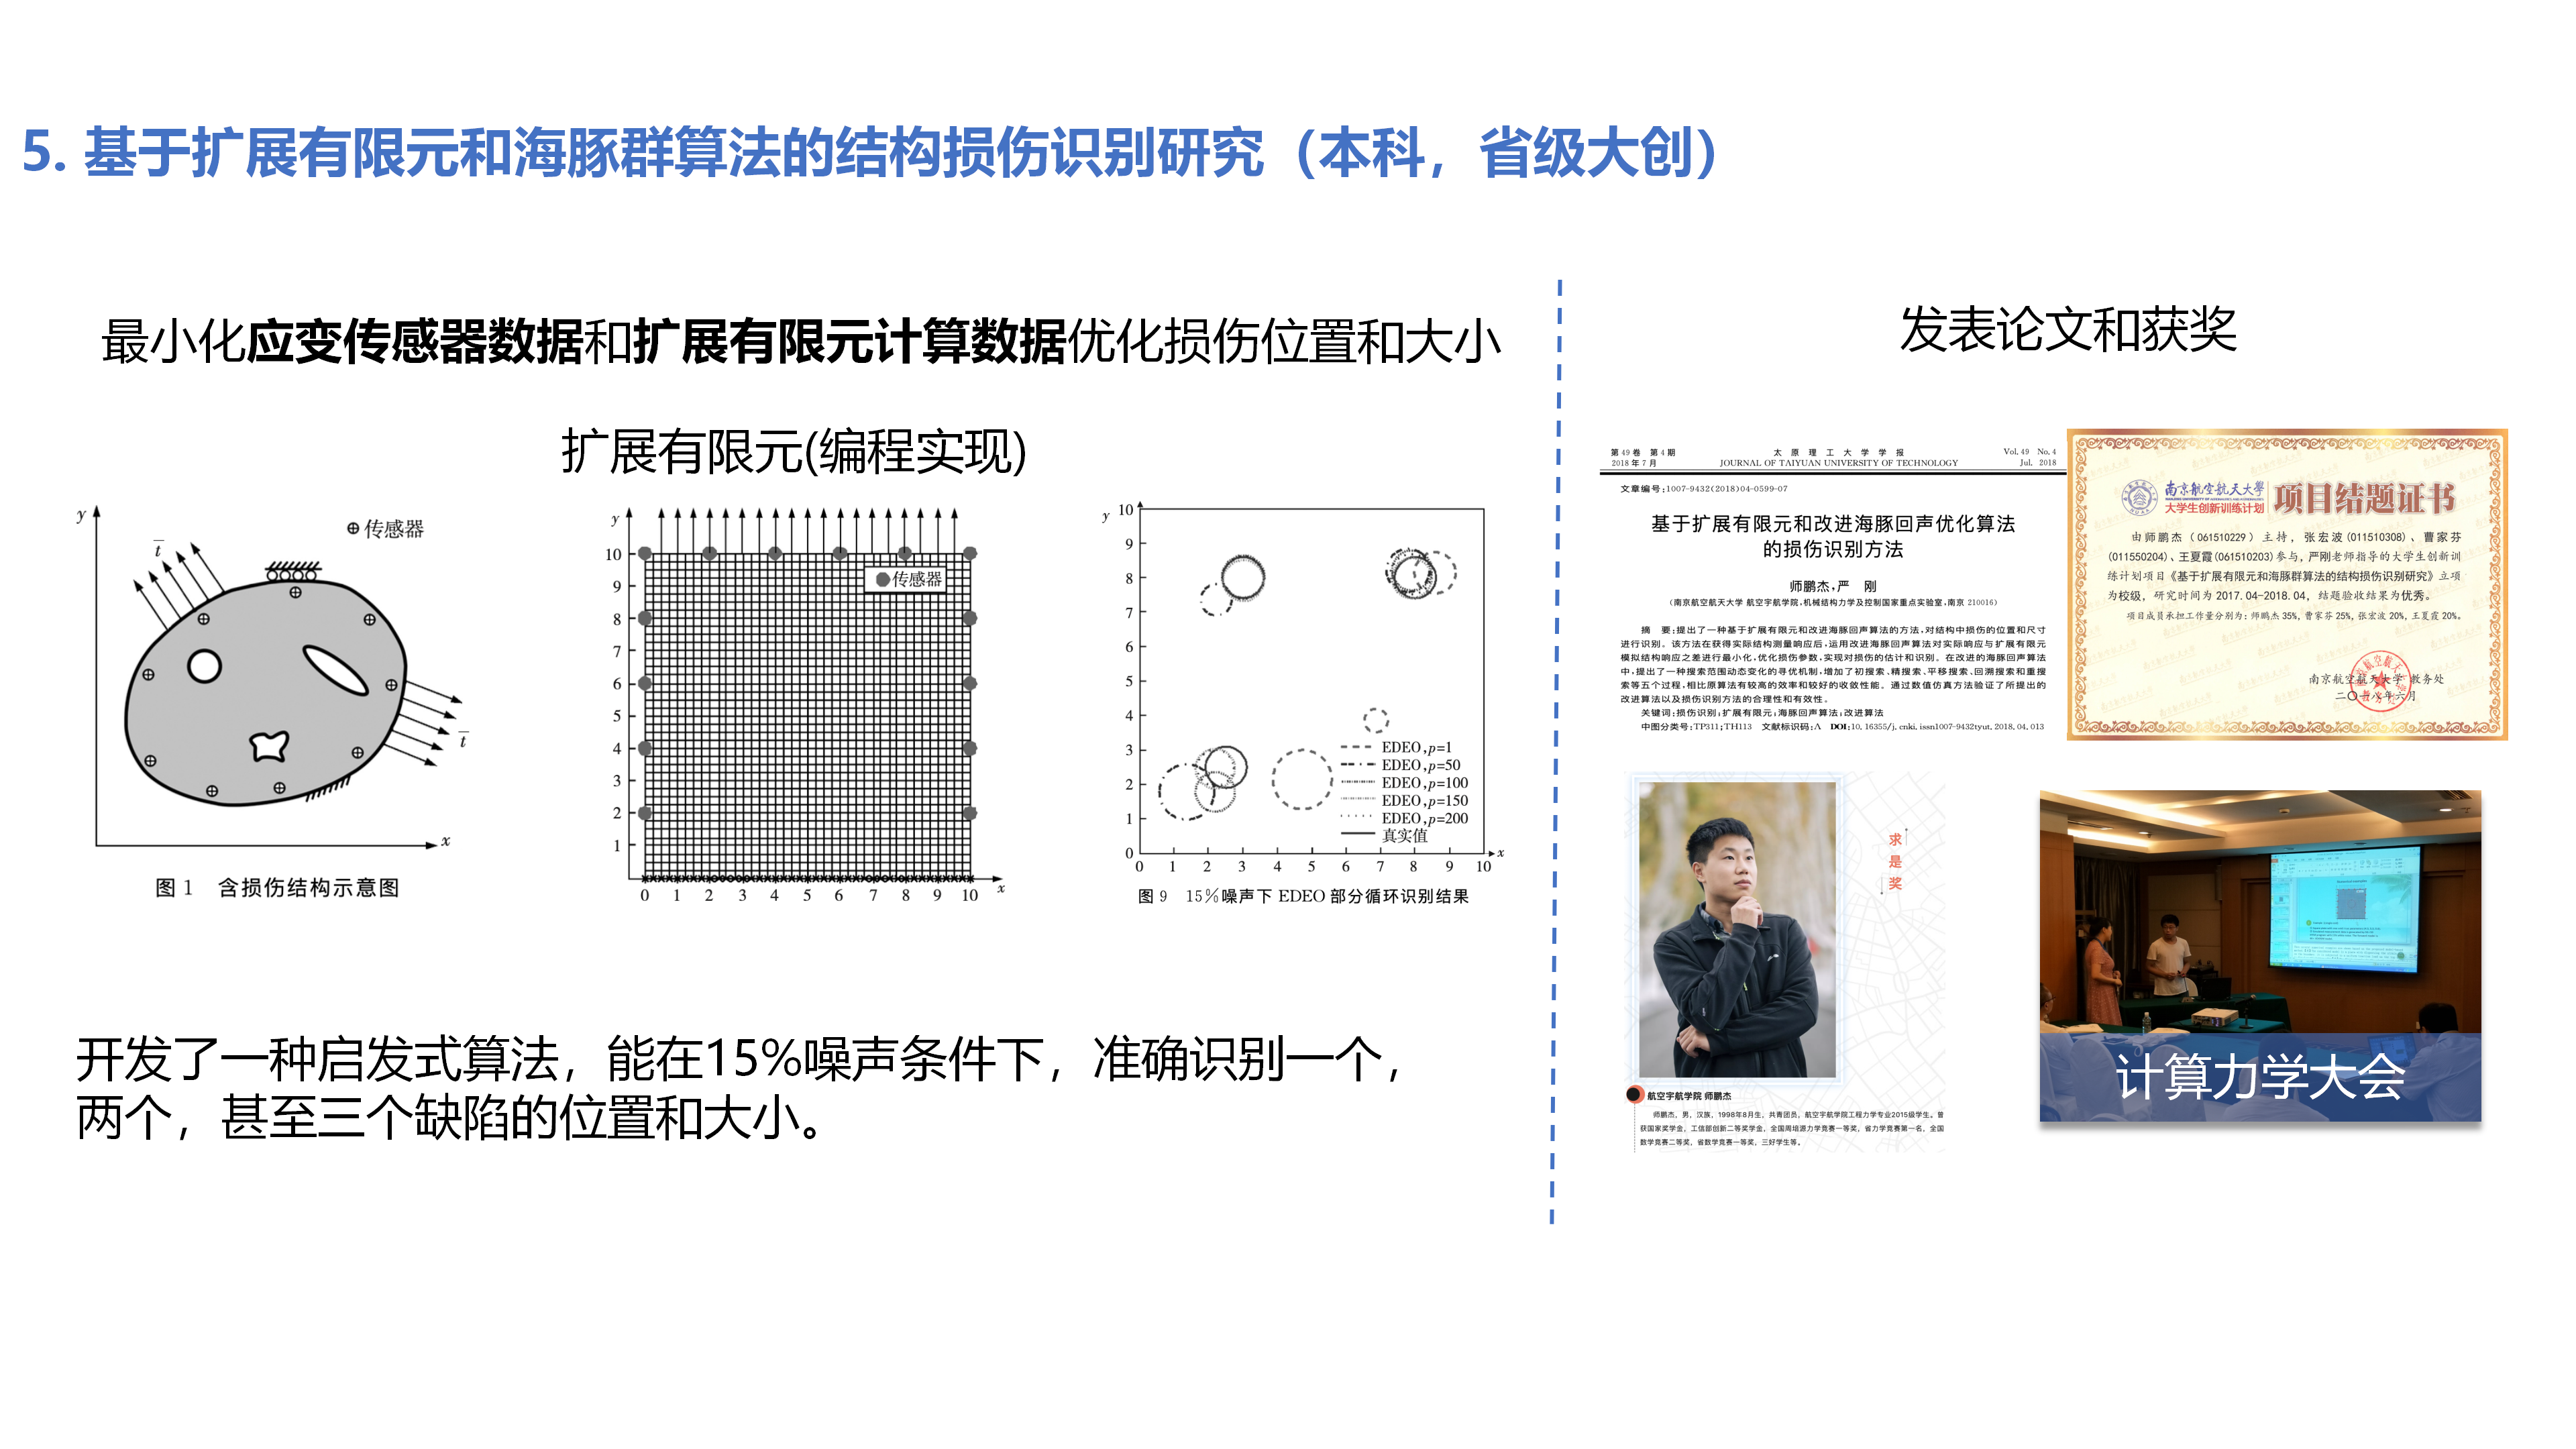 5. 基于扩展有限元和海豚群算法的结构损伤识别研究（本科，省级大创）
最小化应变传感器数据和扩展有限元计算数据优化损伤位置和大小
扩展有限元(编程实现)
y
⊕传感器
t
t
x
图 1 含损伤结构示意图
y
10
9
8
7
6
5
4
3
2
1
传感器
0 1 2 3 4 5 6 7 8 9 10 x
y 10
9
8
7
6
5
4
3
2
1
0
EDEO,p=1
EDEO,p=50
EDEO,p=100
EDEO,p=150
EDEO,p=200
真实值
x
0 1 2 3 4 5 6 7 8 9 10
图 9 15%噪声下 EDEO 部分循环识别结果
开发了一种启发式算法，能在15%噪声条件下，准确识别一个，
两个，甚至三个缺陷的位置和大小。
发表论文和获奖
第 49 卷 第 4 期 太原理工大学学报 Vol. 49 No. 4
2018 年 7 月 JOURNAL OF TAIYUAN UNIVERSITY OF TECHNOLOGY Jul. 2018
文章编号:1007-9432(2018)04-0599-07
基于扩展有限元和改进海豚回声优化算法
的损伤识别方法
师鹏杰,严 刚
(南京航空航天大学 航空宇航学院,机械结构力学及控制国家重点实验室,南京 210016)
摘 要:提出了一种基于扩展有限元和改进海豚回声算法的方法,对结构中损伤的位置和尺寸
进行识别。该方法在获得实际结构测量响应后,运用改进海豚回声算法对实际响应与扩展有限元
模拟结构响应之差进行最小化,优化损伤参数,实现对损伤的估计和识别。在改进的海豚回声算法
中,提出了一种搜索范围动态变化的寻优机制,增加了初搜索、精搜索、平移搜索、回溯搜索和重搜
索等五个过程,相比原算法有较高的效率和较好的收敛性能。通过数值仿真方法验证了所提出的
改进算法以及损伤识别方法的合理性和有效性。
关键词:损伤识别;扩展有限元;海豚回声算法;改进算法
中图分类号:TP311;TH113 文献标识码:A DOI:10.16355/j.cnki.issn1007-9432tyut.2018.04.013
南京航空航天大学 项目结题证书
大学生创新训练计划
由师鹏杰（061510229）主持，张宏波(011510308)、曹家芬
(011550204)、王夏霞(061510203)参与，严刚老师指导的大学生创新训
练计划项目《基于扩展有限元和海豚群算法的结构损伤识别研究》立项
为校级，研究时间为 2017.04-2018.04，结题验收结果为优秀。
项目成员承担工作量分别为：师鹏杰 35%, 曹家芬 25%, 张宏波 20%, 王夏霞 20%。
南京航空航天大学 教务处
二〇一八年六月
求是奖
航空宇航学院 师鹏杰
师鹏杰，男，汉族，1998年8月生，共青团员，航空宇航学院工程力学专业2015级学生。曾
获国家奖学金，工信部创新二等奖学金，全国周培源力学竞赛一等奖，省力学竞赛第一名，全国
数学竞赛二等奖，省数学竞赛一等奖，三好学生等。
计算力学大会